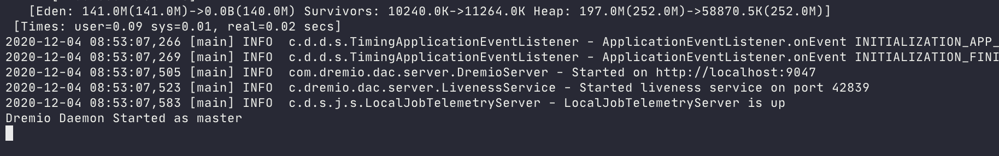 [Eden: 141.0M(141.0M)->0.0B(140.0M) Survivors: 10240.0K->11264.0K Heap: 197.0M(252.0M)->58870.5K(252.0M)]
[Times: user=0.09 sys=0.01, real=0.02 secs]
2020-12-04 08:53:07,266 [main] INFO  c.d.d.s.TimingApplicationEventListener - ApplicationEventListener.onEvent INITIALIZATION_APP_
2020-12-04 08:53:07,269 [main] INFO  c.d.d.s.TimingApplicationEventListener - ApplicationEventListener.onEvent INITIALIZATION_FINI
2020-12-04 08:53:07,505 [main] INFO  com.dremio.dac.server.DremioServer - Started on http://localhost:9047
2020-12-04 08:53:07,523 [main] INFO  c.dremio.dac.server.LivenessService - Started liveness service on port 42839
2020-12-04 08:53:07,583 [main] INFO  c.d.s.j.s.LocalJobTelemetryServer - LocalJobTelemetryServer is up
Dremio Daemon Started as master